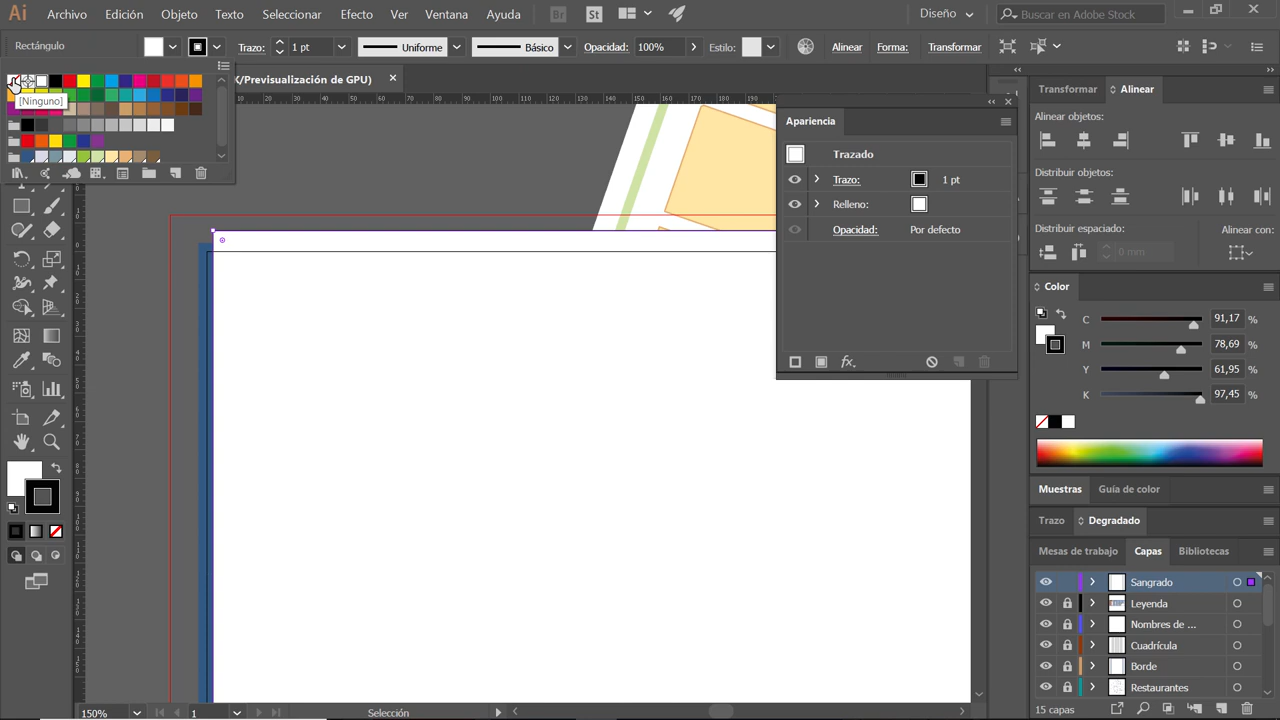 Ai Archivo Edición Objeto Texto Seleccionar Efecto Ver Ventana Ayuda Br St Diseño Buscar en Adobe Stock
Rectángulo Trazo: 1 pt Uniforme Básico Opacidad: 100% Estilo: Alinear Forma: Transformar
K/Previsualización de GPU)
[Ninguno]
Apariencia
Trazado
Trazo: 1 pt
Relleno:
Opacidad: Por defecto
fx
Transformar Alinear
Alinear objetos:
Distribuir objetos:
Distribuir espaciado: Alinear con:
0 mm
Color
C 91,17 %
M 78,69 %
Y 61,95 %
K 97,45 %
Muestras Guía de color
Trazo Degradado
Mesas de trabajo Capas Bibliotecas
Sangrado
Leyenda
Nombres de ...
Cuadrícula
Borde
Restaurantes
15 capas
150% 1 Selección